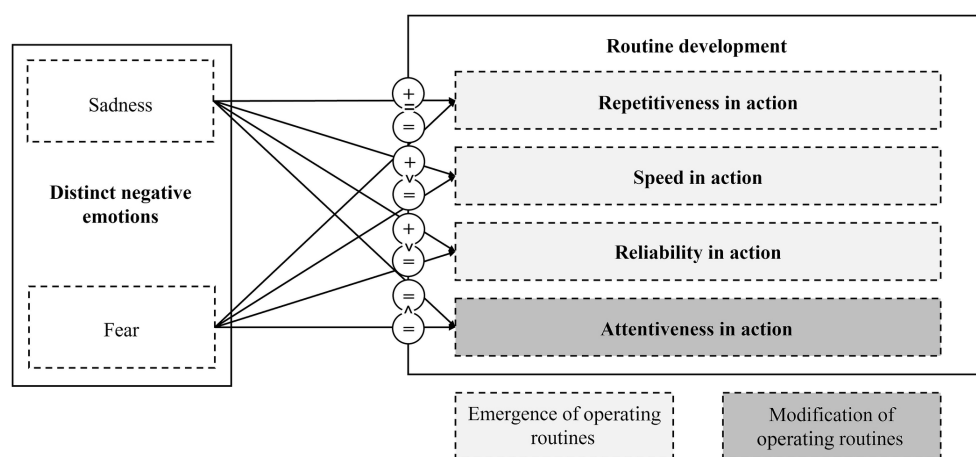 Routine development
Sadness
Distinct negative
emotions
Fear
+
=
=
+
v
=
+
v
=
=
^
=
Repetitiveness in action
Speed in action
Reliability in action
Attentiveness in action
Emergence of operating
routines
Modification of
operating routines